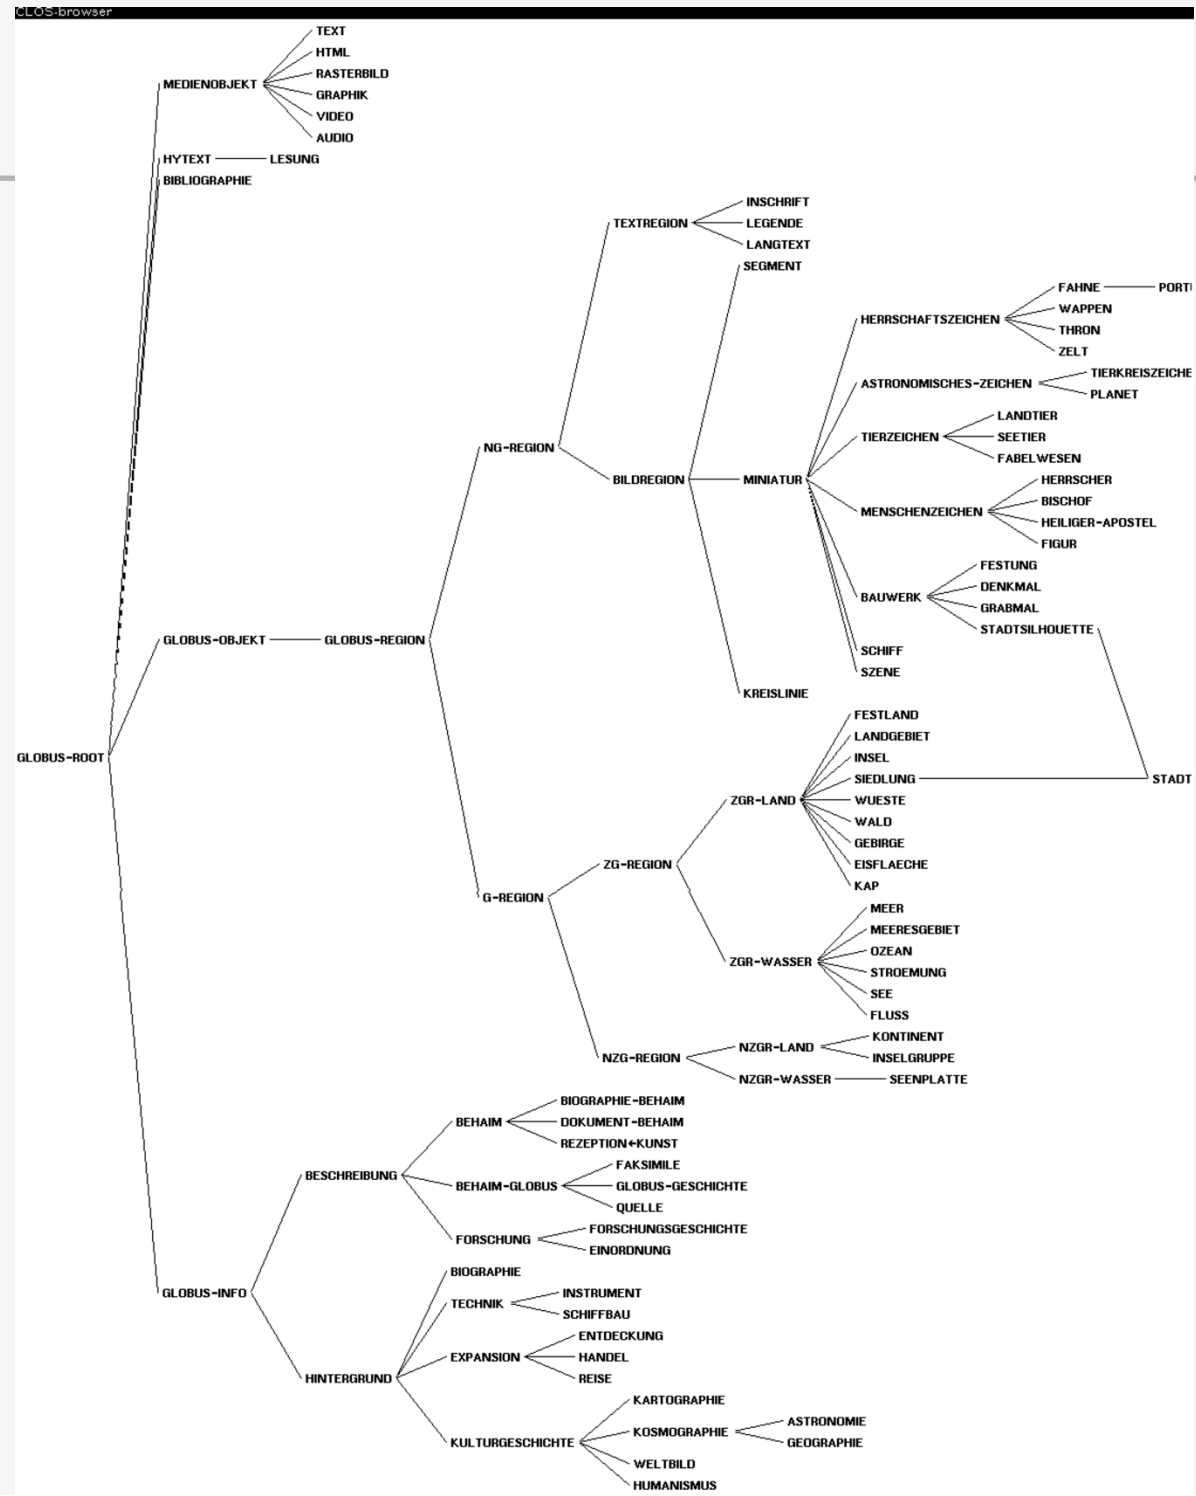 CLOS-browser
TEXT
HTML
RASTERBILD
MEDIENOBJEKT
GRAPHIK
VIDEO
AUDIO
HYTEXT LESUNG
BIBLIOGRAPHIE
INSCHRIFT
TEXTREGION LEGENDE
LANGTEXT
SEGMENT
FAHNE
WAPPEN
HERRSCHAFTSZEICHEN
THRON
ZELT
TIERKREISZEICHE
ASTRONOMISCHES-ZEICHEN
PLANET
LANDTIER
TIERZEICHEN SEETIER
NG-REGION
FABELWESEN
BILDREGION MINIATUR HERRSCHER
BISCHOF
MENSCHENZEICHEN
HEILIGER-APOSTEL
FIGUR
FESTUNG
DENKMAL
BAUWERK
GRABMAL
STADTSILHOUETTE
GLOBUS-OBJEKT GLOBUS-REGION
SCHIFF
SZENE
KREISLINIE
FESTLAND
LANDGEBIET
GLOBUS-ROOT INSEL
SIEDLUNG STADT
ZGR-LAND WUESTE
WALD
GEBIRGE
ZG-REGION EISFLAECHE
KAP
G-REGION
MEER
MEERESGEBIET
OZEAN
ZGR-WASSER
STROEMUNG
SEE
FLUSS
KONTINENT
NZGR-LAND
NZG-REGION INSELGRUPPE
NZGR-WASSER SEENPLATTE
BIOGRAPHIE-BEHAIM
BEHAIM DOKUMENT-BEHAIM
REZEPTION←KUNST
FAKSIMILE
BESCHREIBUNG
BEHAIM-GLOBUS GLOBUS-GESCHICHTE
QUELLE
FORSCHUNGSGESCHICHTE
FORSCHUNG
EINORDNUNG
BIOGRAPHIE
GLOBUS-INFO INSTRUMENT
TECHNIK
SCHIFFBAU
ENTDECKUNG
EXPANSION HANDEL
HINTERGRUND REISE
KARTOGRAPHIE
ASTRONOMIE
KOSMOGRAPHIE
KULTURGESCHICHTE GEOGRAPHIE
WELTBILD
HUMANISMUS